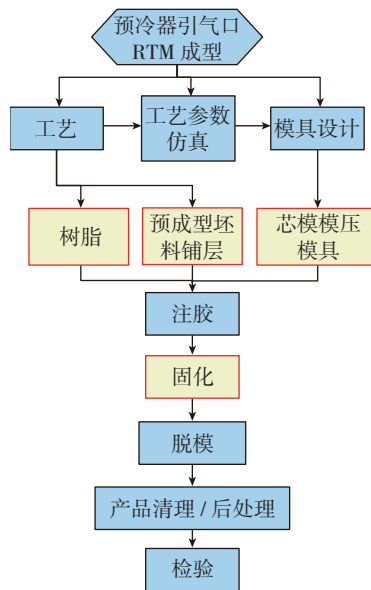 预冷器引气口
RTM 成型
工艺
工艺参数
仿真
模具设计
树脂
预成型坯
料铺层
芯模模压
模具
注胶
固化
脱模
产品清理 / 后处理
检验